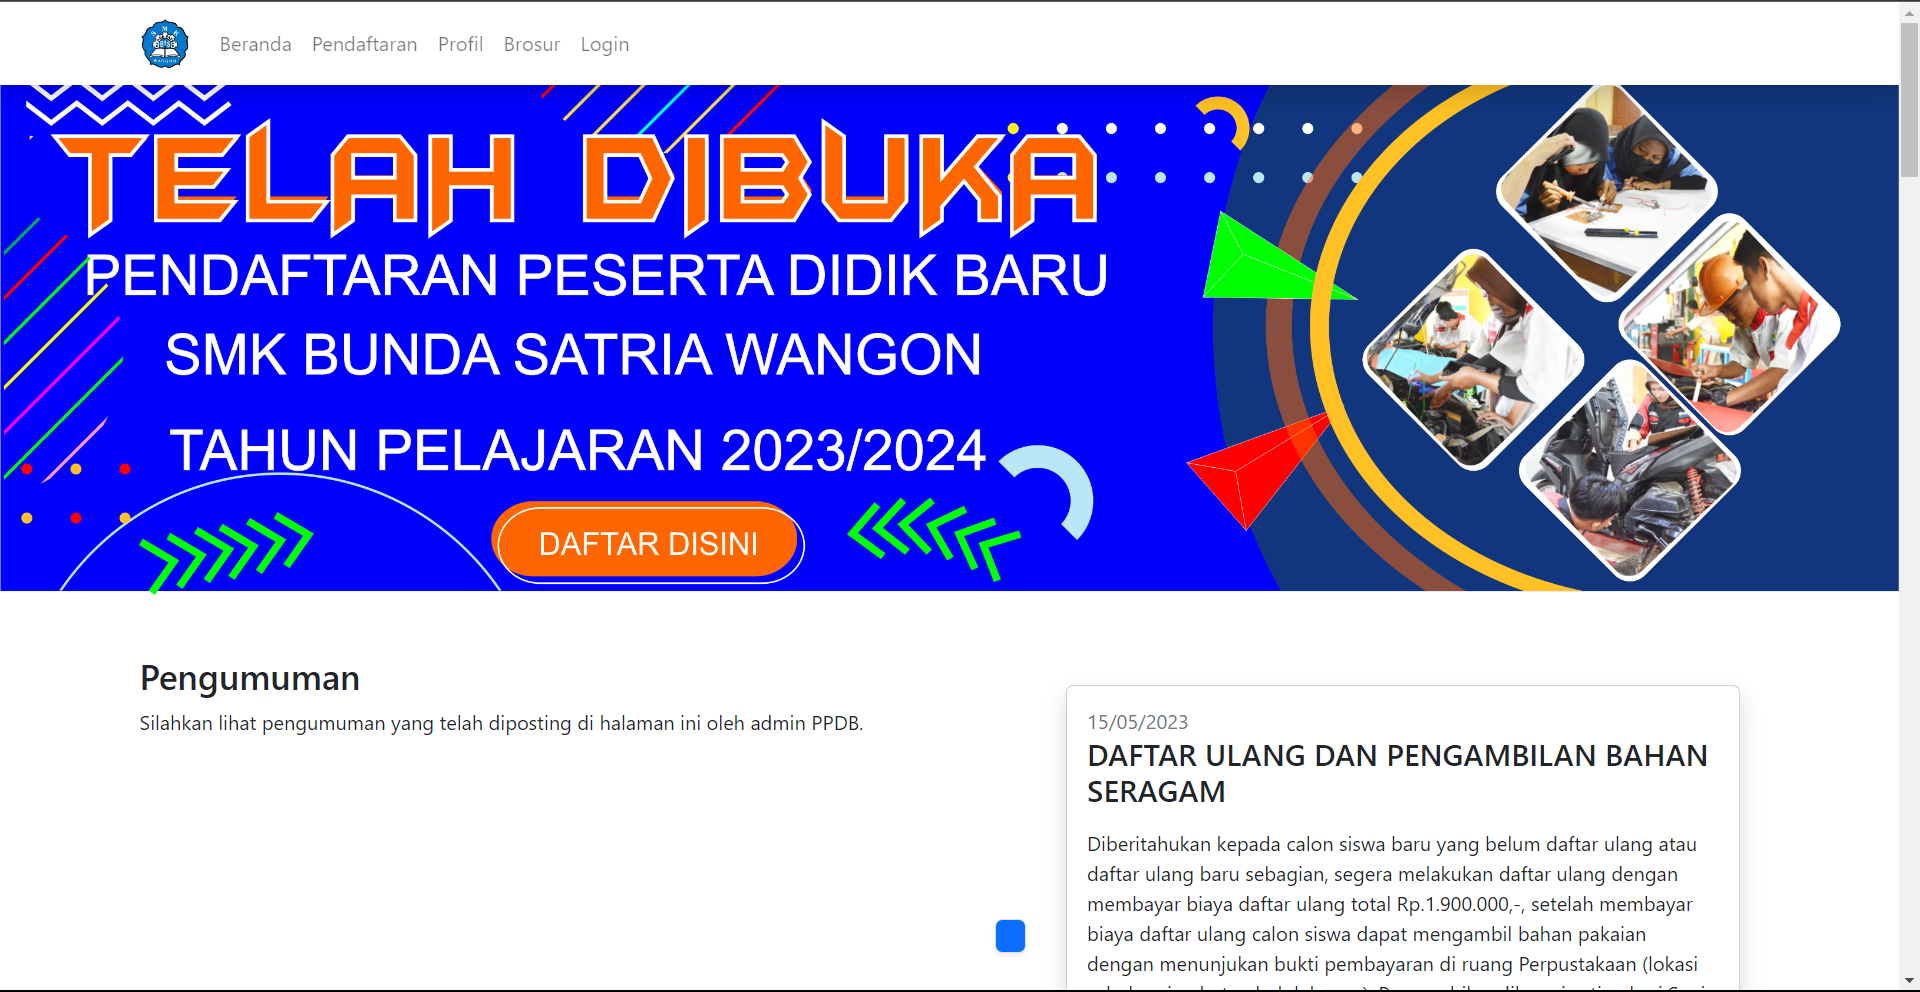 SMK
WANGON
Beranda Pendaftaran Profil Brosur Login
TELAH DIBUKA
PENDAFTARAN PESERTA DIDIK BARU
SMK BUNDA SATRIA WANGON
TAHUN PELAJARAN 2023/2024
DAFTAR DISINI
Pengumuman
Silahkan lihat pengumuman yang telah diposting di halaman ini oleh admin PPDB.
15/05/2023
DAFTAR ULANG DAN PENGAMBILAN BAHAN
SERAGAM
Diberitahukan kepada calon siswa baru yang belum daftar ulang atau
daftar ulang baru sebagian, segera melakukan daftar ulang dengan
membayar biaya daftar ulang total Rp.1.900.000,-, setelah membayar
biaya daftar ulang calon siswa dapat mengambil bahan pakaian
dengan menunjukan bukti pembayaran di ruang Perpustakaan (lokasi